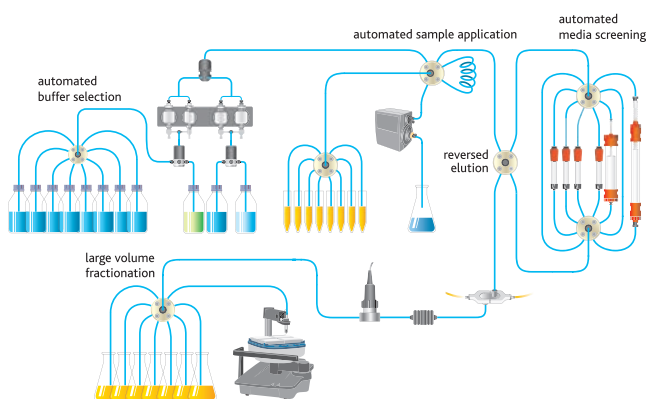 automated sample application
automated
media screening
automated
buffer selection
reversed
elution
large volume
fractionation